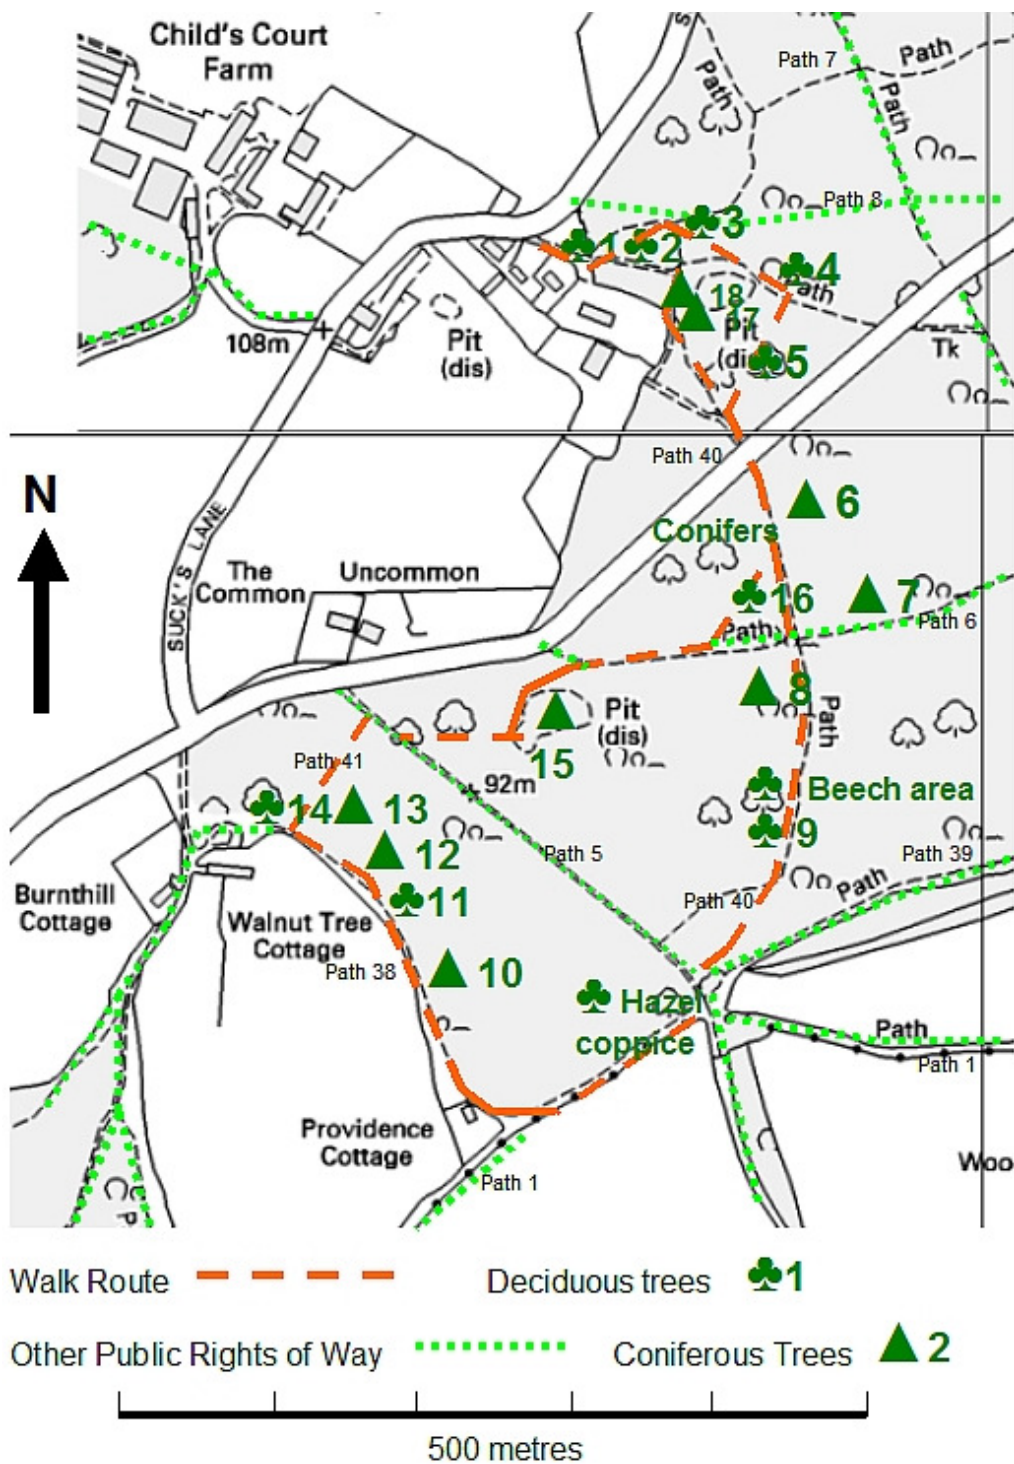 Child's Court
Farm
Path 7
Path
Path
Path
Path 8
1
2
3
4
Path
18
17
Pit
(dis)
5
108m
Pit
(dis)
Tk
Path 40
N
6
Conifers
SUCK'S LANE
The
Common
Uncommon
16
7
Path
Path 6
8
Pit
(dis)
Path
15
Path 41
92m
14
13
Beech area
9
12
Path 5
Path 39
Path
Burnthill
Cottage
11
Path 40
Walnut Tree
Cottage
Path 38
10
Hazel
coppice
Path
Path 1
Providence
Cottage
Woo
Path 1
P
Walk Route
Deciduous trees
1
Other Public Rights of Way
Coniferous Trees
2
500 metres